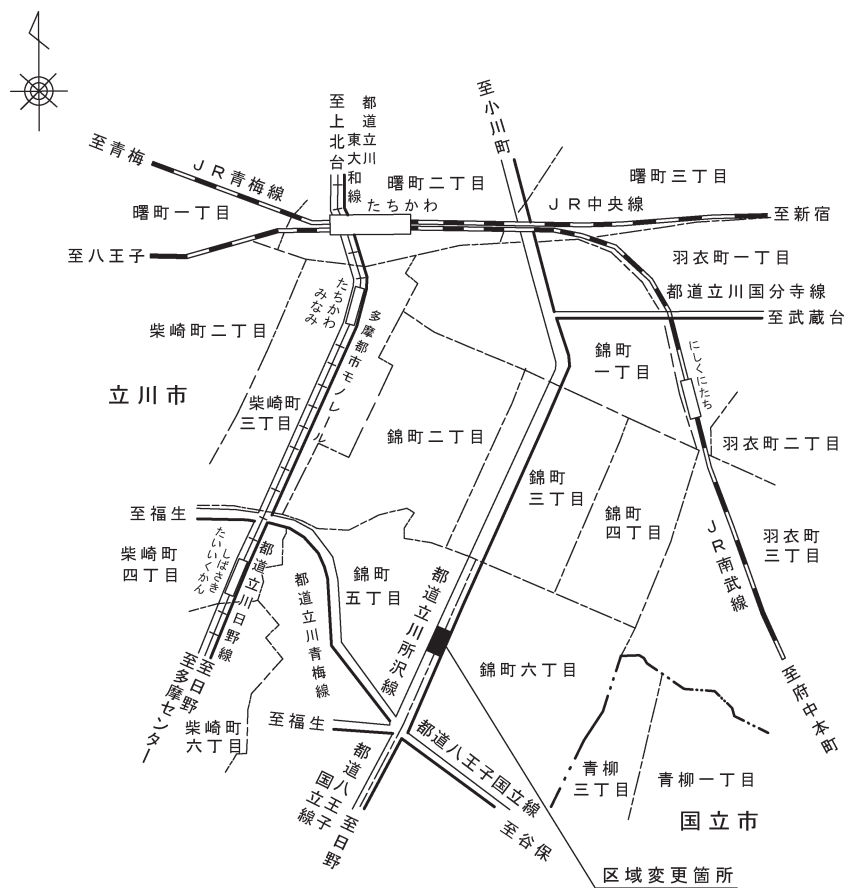 至小川町
至上北台
都道立川
東大和線
至青梅
JR青梅線
曙町一丁目
曙町二丁目
曙町三丁目
たちかわ
JR中央線
至新宿
至八王子
羽衣町一丁目
都道立川国分寺線
至武蔵台
たちかわ
みなみ
多摩都市モノレール
柴崎町二丁目
立川市
柴崎町
三丁目
錦町
一丁目
にしくにたち
錦町二丁目
羽衣町二丁目
錦町
三丁目
錦町
四丁目
至福生
柴崎町
四丁目
しばさき
たいいくかん
都道立川日野線
都道立川青梅線
錦町
五丁目
都道立川所沢線
JR南武線
羽衣町
三丁目
錦町六丁目
至日野
至多摩センター
柴崎町
六丁目
至福生
都道八王子
国立線
至日野
都道八王子国立線
至谷保
至府中本町
青柳
三丁目
青柳一丁目
国立市
区域変更箇所